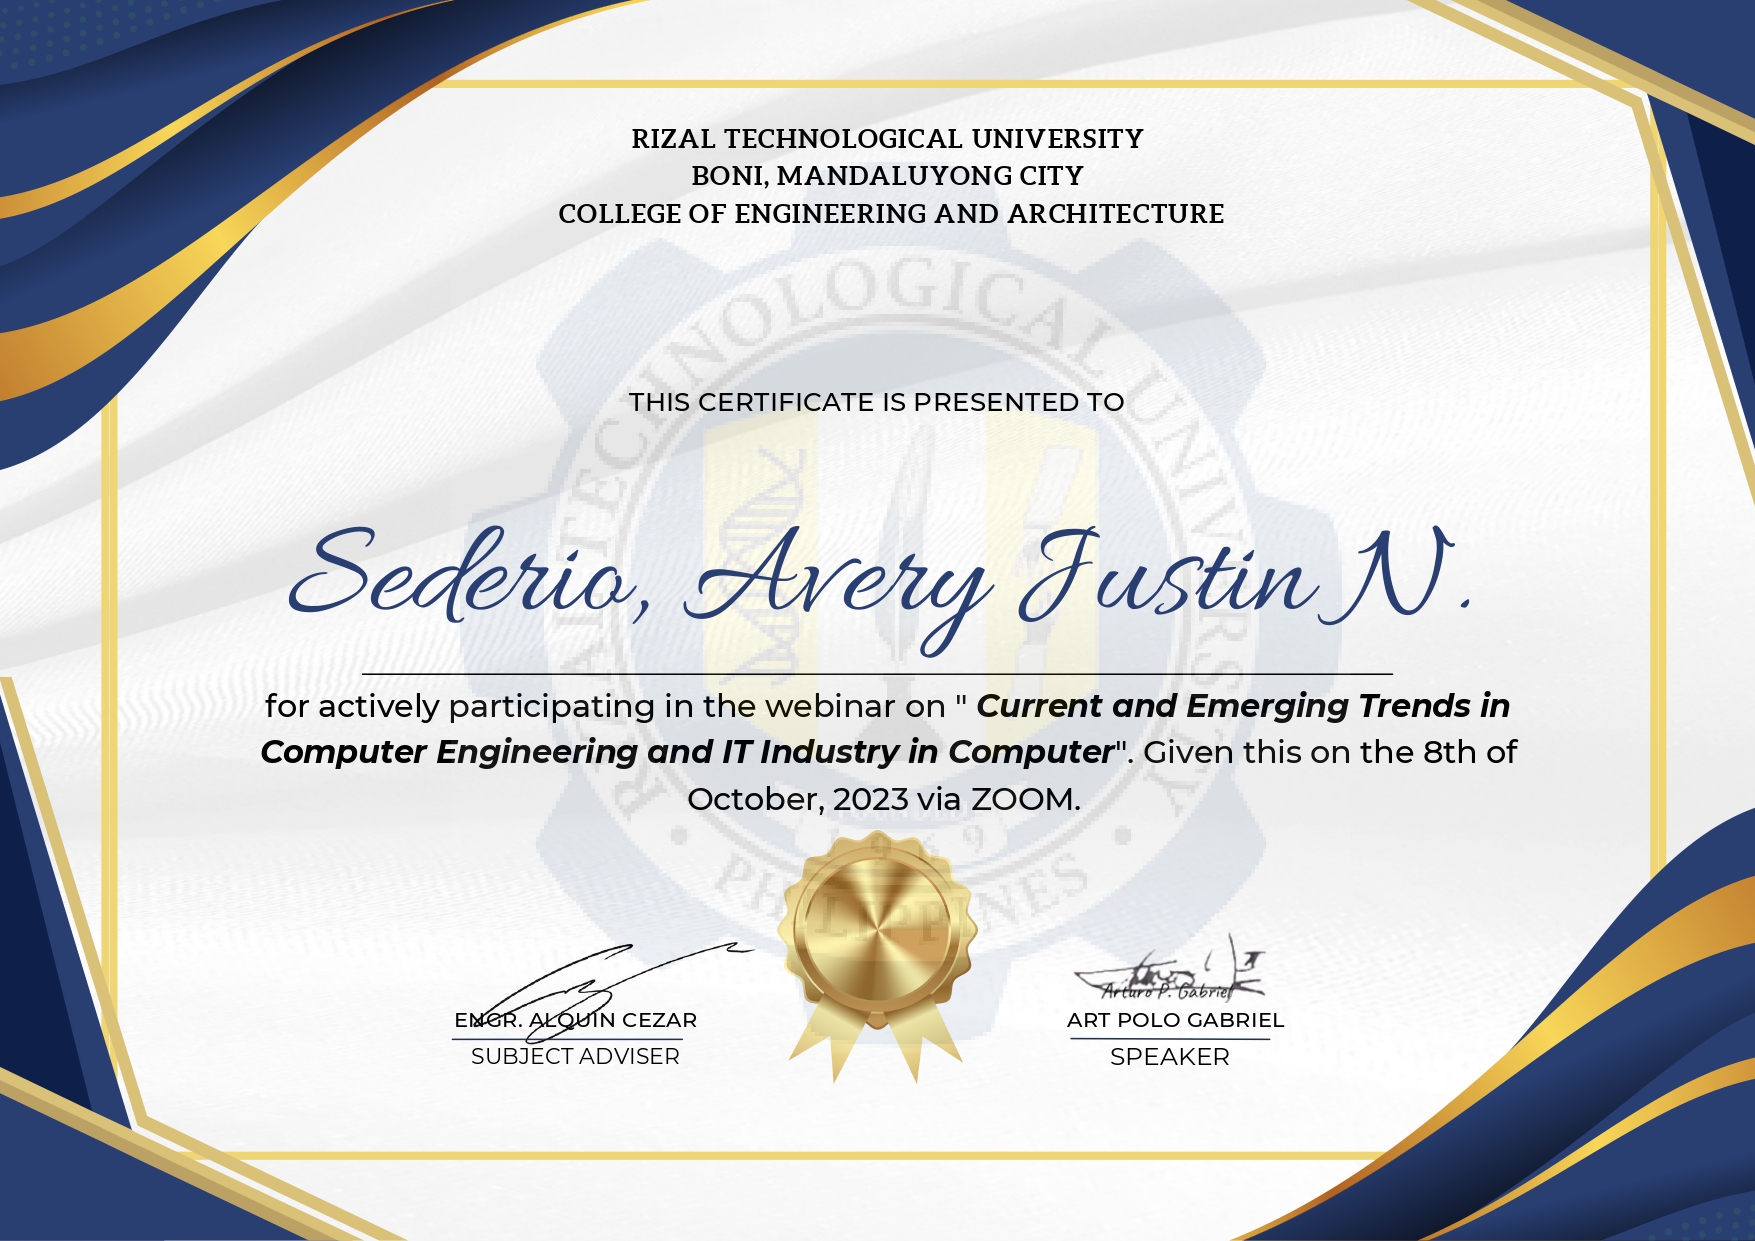 RIZAL TECHNOLOGICAL UNIVERSITY
BONI, MANDALUYONG CITY
COLLEGE OF ENGINEERING AND ARCHITECTURE
RIZAL TECHNOLOGICAL UNIVERSITY
THIS CERTIFICATE IS PRESENTED TO
Sederio, Avery Justin N.
for actively participating in the webinar on " Current and Emerging Trends in
Computer Engineering and IT Industry in Computer". Given this on the 8th of
October, 2023 via ZOOM.
1969
PHILIPPINES
Arturo P. Gabriel
ENGR. ALQUIN CEZAR
SUBJECT ADVISER
ART POLO GABRIEL
SPEAKER